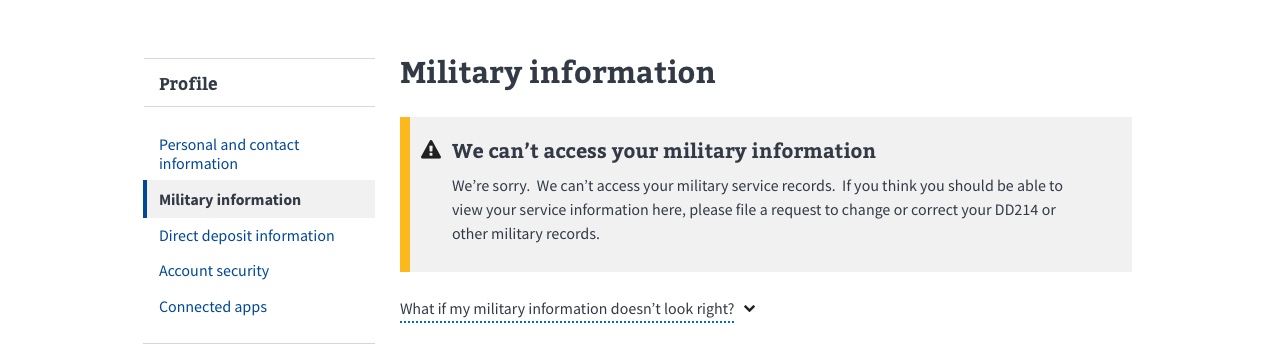 Profile
Personal and contact
information
Military information
Direct deposit information
Account security
Connected apps
Military information
We can’t access your military information
We’re sorry.  We can’t access your military service records.  If you think you should be able to
view your service information here, please file a request to change or correct your DD214 or
other military records.
What if my military information doesn’t look right?